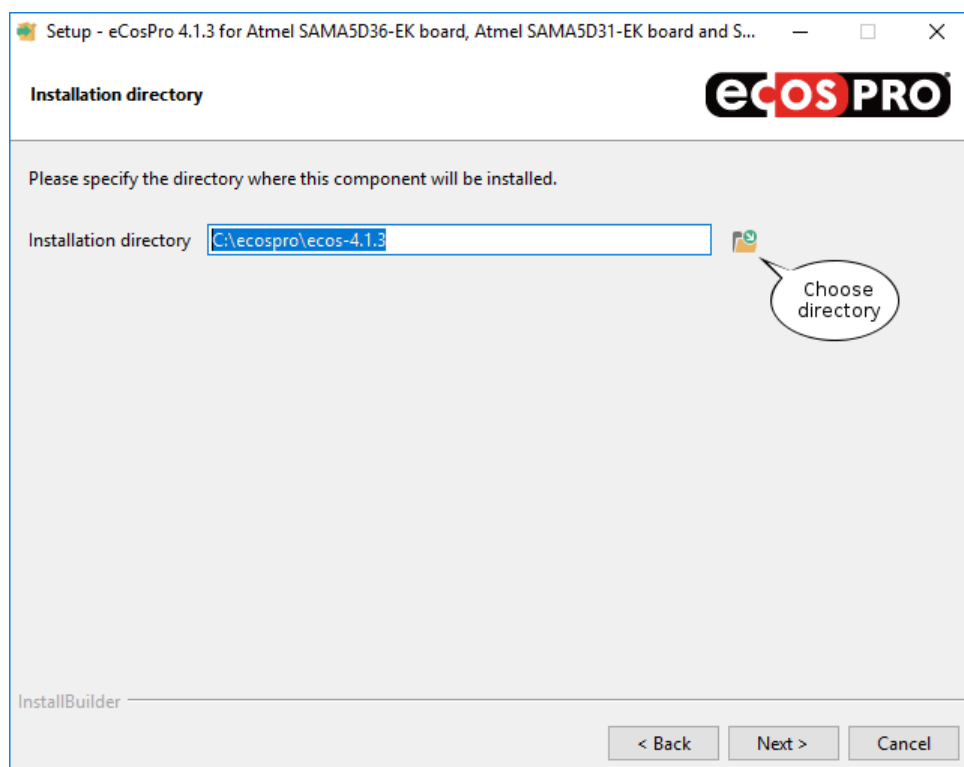 Setup - eCosPro 4.1.3 for Atmel SAMA5D36-EK board, Atmel SAMA5D31-EK board and S...
Installation directory
eCOS PRO
Please specify the directory where this component will be installed.
Installation directory C:\ecospro\ecos-4.1.3
Choose
directory
InstallBuilder
< Back Next > Cancel